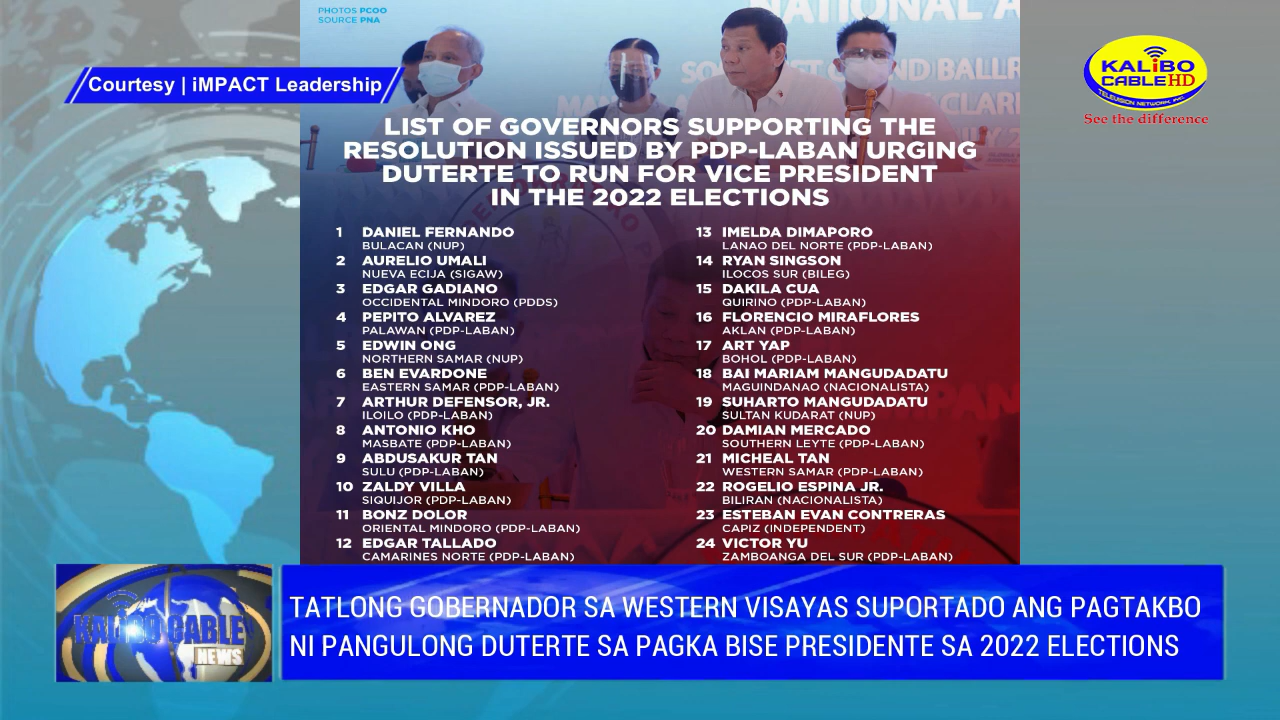 PHOTOS PCOO
SOURCE PNA
NATIONAL A
Courtesy | iMPACT Leadership
KALiBO
CABLE HD
TELEVISION NETWORK, INC.
See the difference
LIST OF GOVERNORS SUPPORTING THE
RESOLUTION ISSUED BY PDP-LABAN URGING
DUTERTE TO RUN FOR VICE PRESIDENT
IN THE 2022 ELECTIONS
1 DANIEL FERNANDO
BULACAN (NUP)
2 AURELIO UMALI
NUEVA ECIJA (SIGAW)
3 EDGAR GADIANO
OCCIDENTAL MINDORO (PDDS)
4 PEPITO ALVAREZ
PALAWAN (PDP-LABAN)
5 EDWIN ONG
NORTHERN SAMAR (NUP)
6 BEN EVARDONE
EASTERN SAMAR (PDP-LABAN)
7 ARTHUR DEFENSOR, JR.
ILOILO (PDP-LABAN)
8 ANTONIO KHO
MASBATE (PDP-LABAN)
9 ABDUSAKUR TAN
SULU (PDP-LABAN)
10 ZALDY VILLA
SIQUIJOR (PDP-LABAN)
11 BONZ DOLOR
ORIENTAL MINDORO (PDP-LABAN)
12 EDGAR TALLADO
CAMARINES NORTE (PDP-LABAN)
13 IMELDA DIMAPORO
LANAO DEL NORTE (PDP-LABAN)
14 RYAN SINGSON
ILOCOS SUR (BILEG)
15 DAKILA CUA
QUIRINO (PDP-LABAN)
16 FLORENCIO MIRAFLORES
AKLAN (PDP-LABAN)
17 ART YAP
BOHOL (PDP-LABAN)
18 BAI MARIAM MANGUDADATU
MAGUINDANAO (NACIONALISTA)
19 SUHARTO MANGUDADATU
SULTAN KUDARAT (NUP)
20 DAMIAN MERCADO
SOUTHERN LEYTE (PDP-LABAN)
21 MICHEAL TAN
WESTERN SAMAR (PDP-LABAN)
22 ROGELIO ESPINA JR.
BILIRAN (NACIONALISTA)
23 ESTEBAN EVAN CONTRERAS
CAPIZ (INDEPENDENT)
24 VICTOR YU
ZAMBOANGA DEL SUR (PDP-LABAN)
KALIBO CABLE
NEWS
TATLONG GOBERNADOR SA WESTERN VISAYAS SUPORTADO ANG PAGTAKBO
NI PANGULONG DUTERTE SA PAGKA BISE PRESIDENTE SA 2022 ELECTIONS